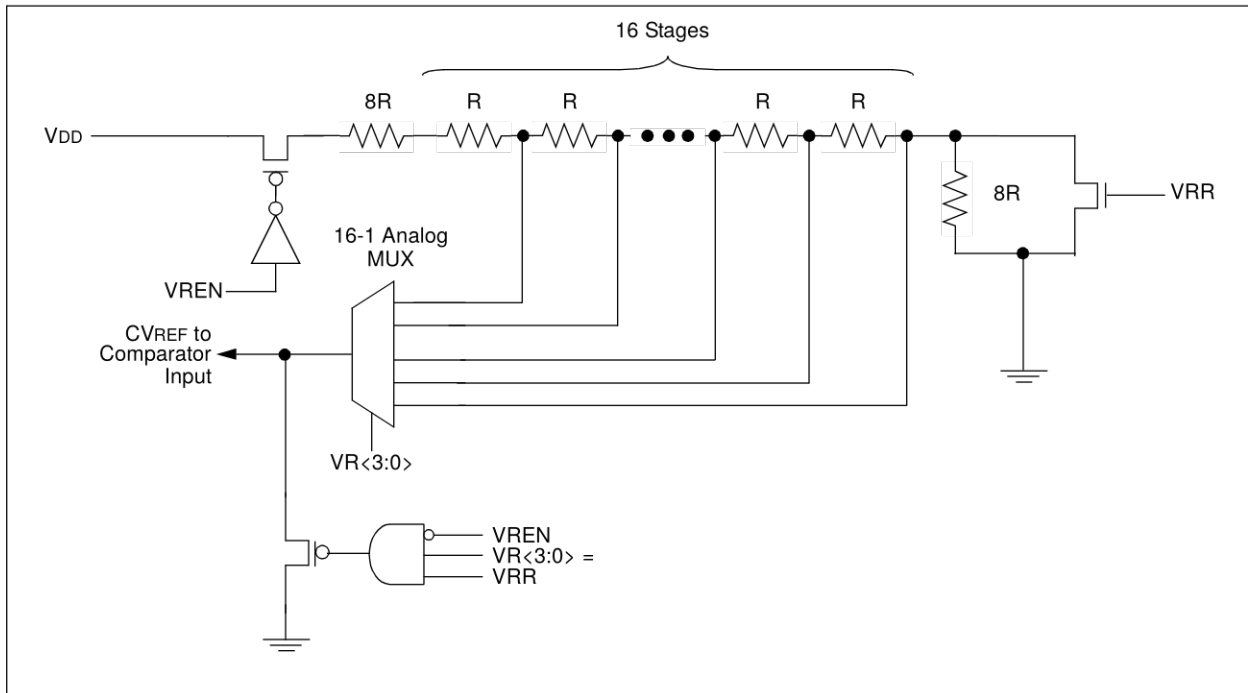 16 Stages
8R
R
R
R
R
VDD
8R
VRR
16-1 Analog
MUX
VREN
CVREF to
Comparator
Input
VR<3:0>
VREN
VR<3:0> =
VRR